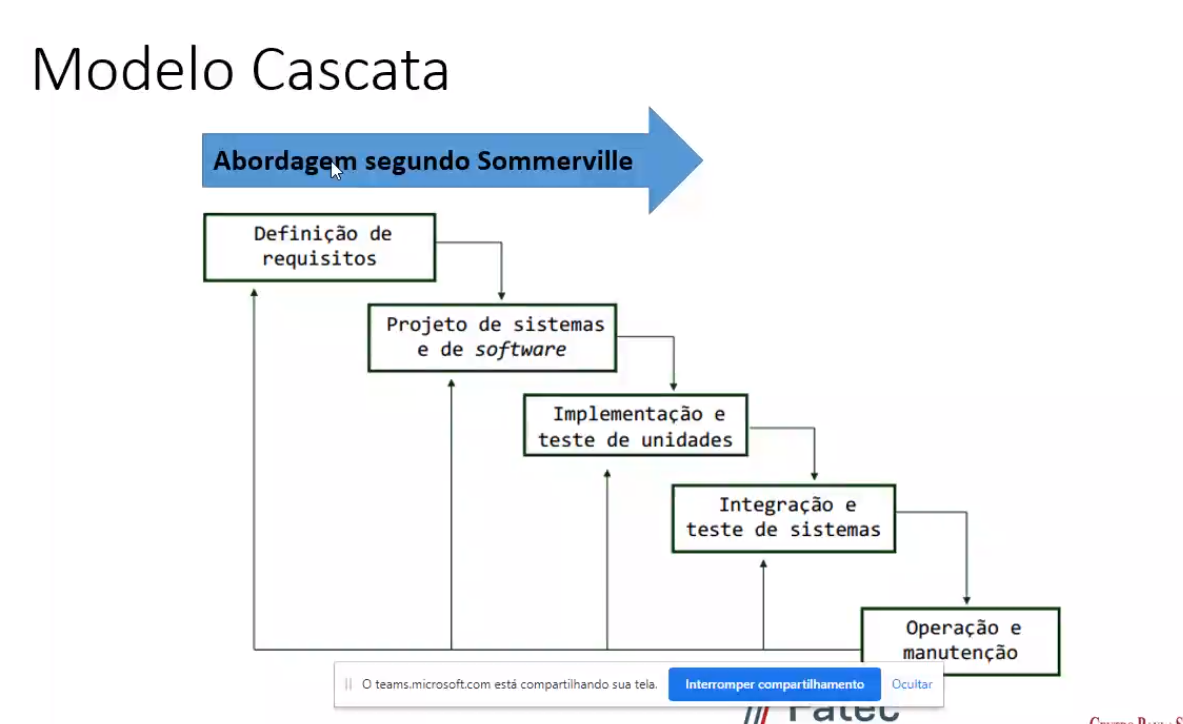 Modelo Cascata
Abordagem segundo Sommerville
Definição de
requisitos
Projeto de sistemas
e de software
Implementação e
teste de unidades
Integração e
teste de sistemas
Operação e
manutenção
O teams.microsoft.com está compartilhando sua tela.
Interromper compartilhamento
Ocultar
Fatec